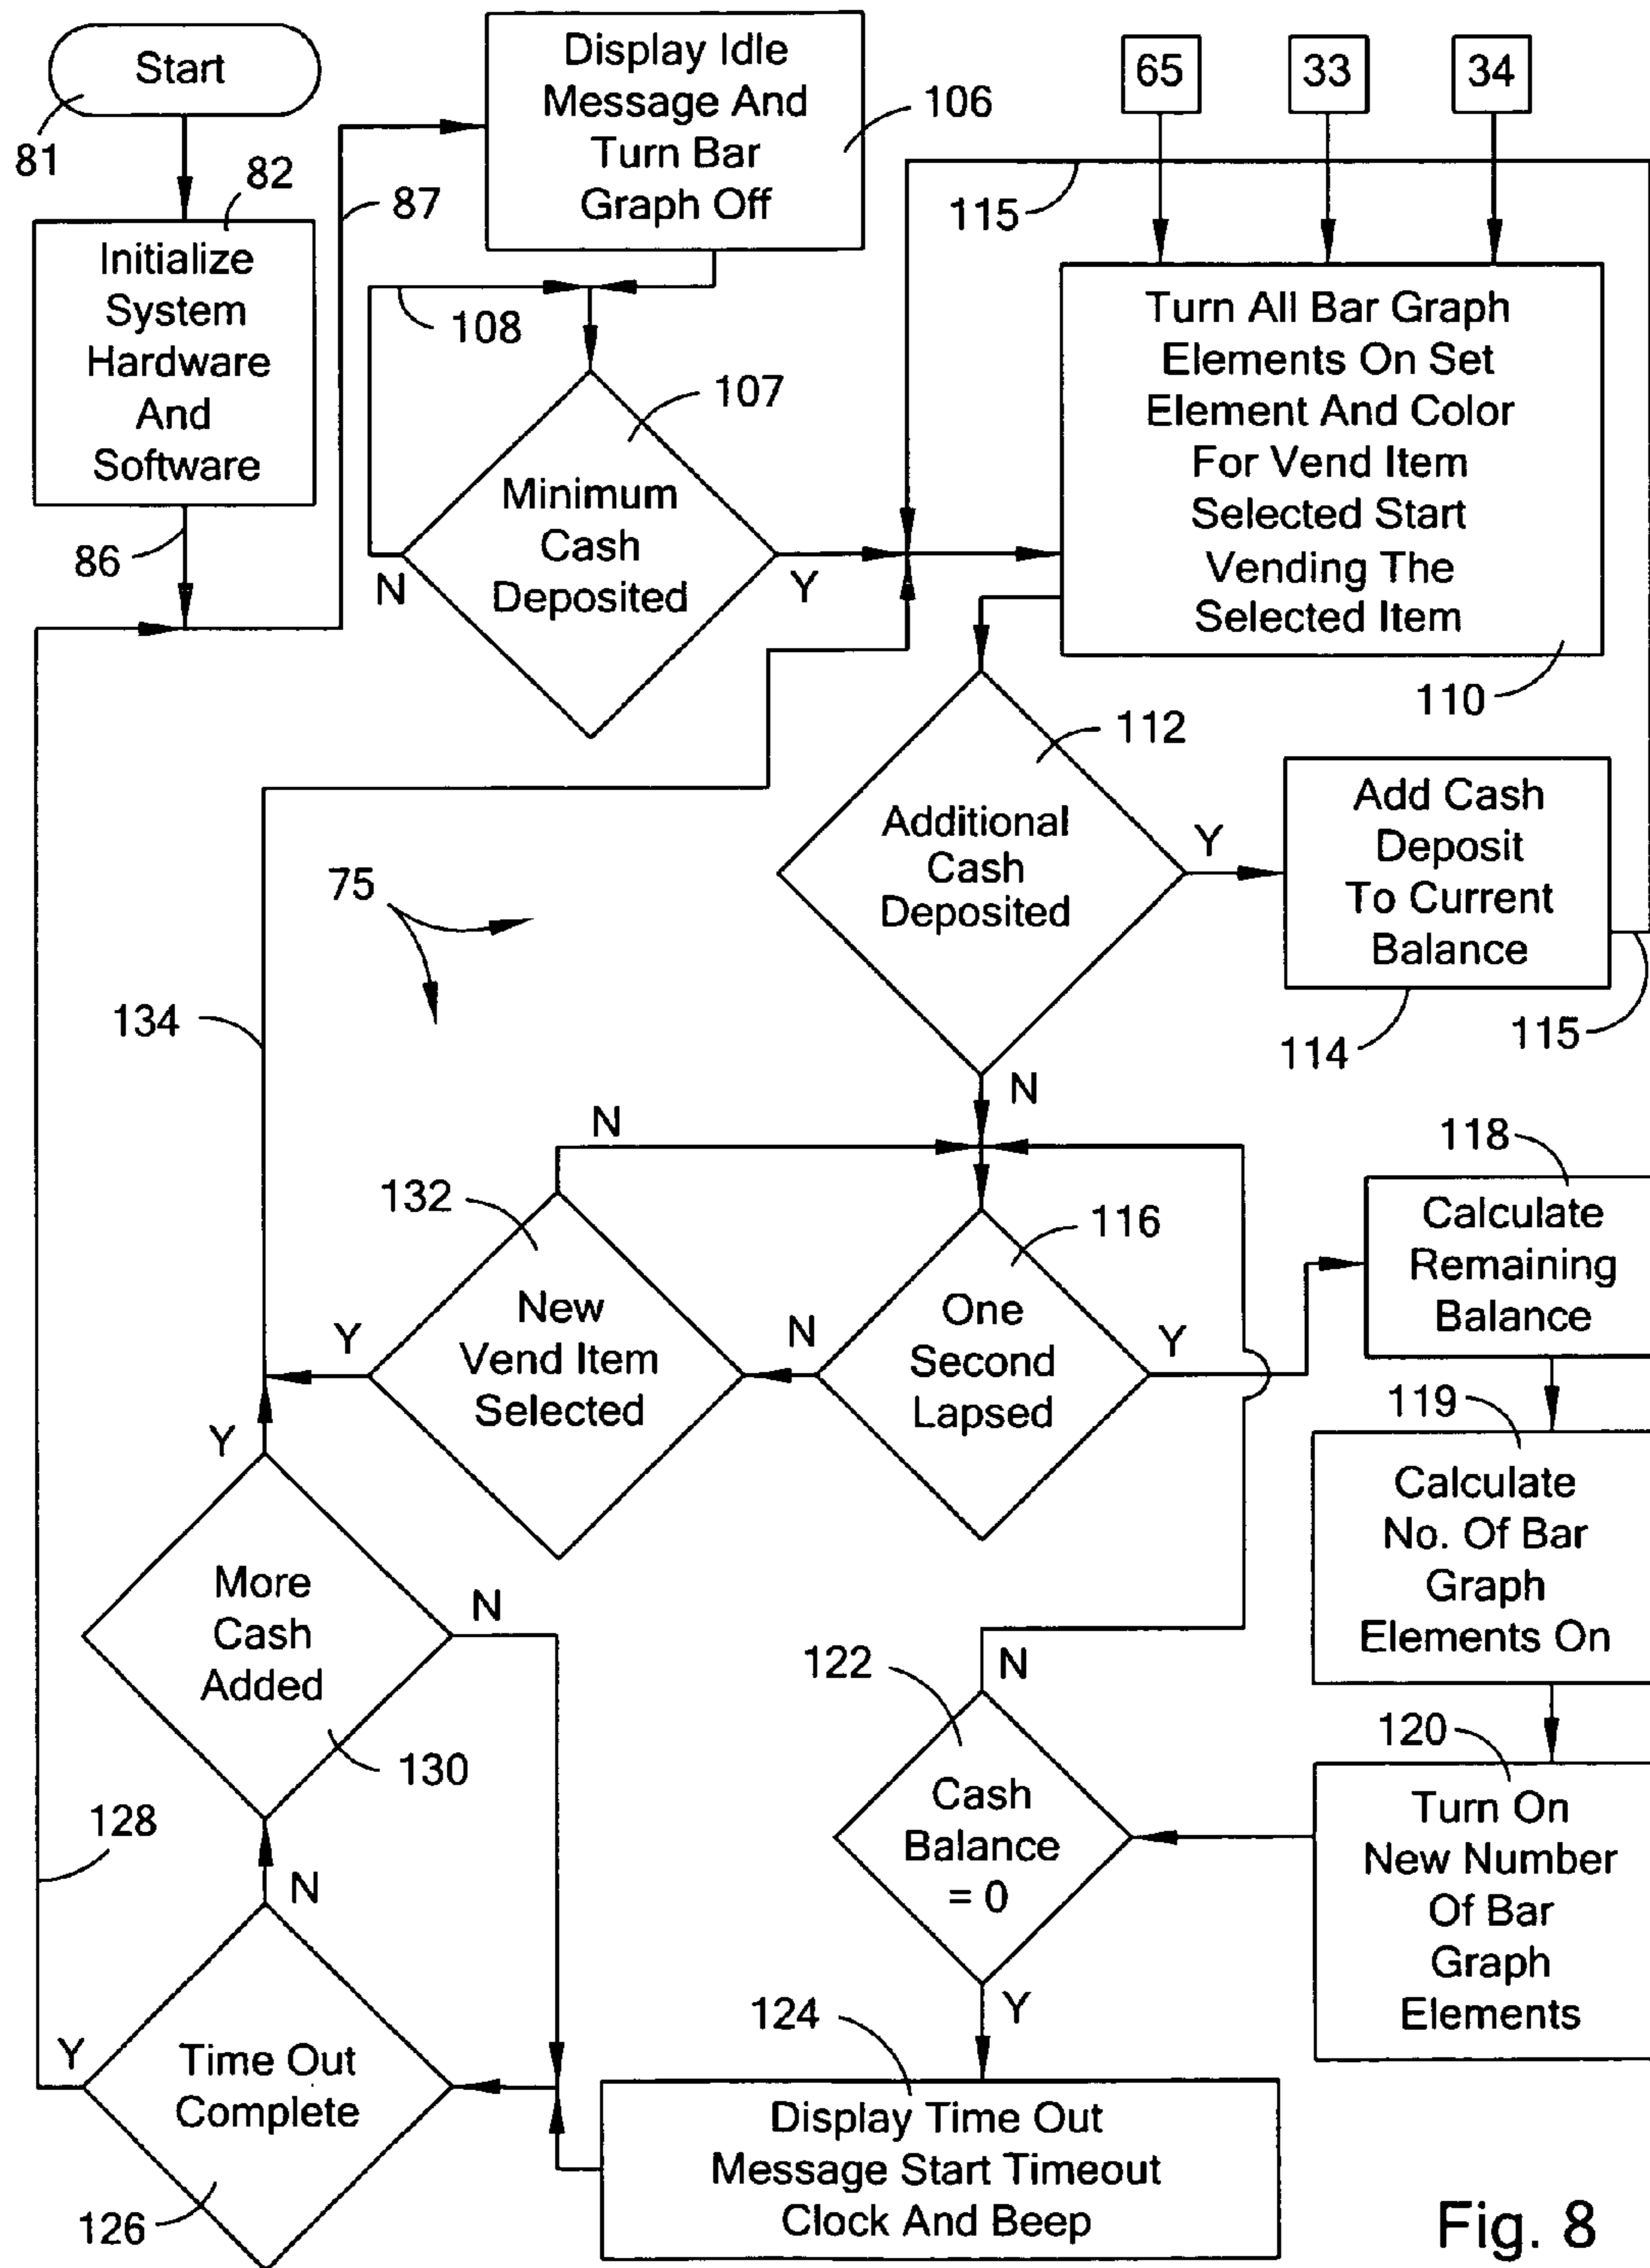 Start
81
82
Initialize
System
Hardware
And
Software
86
87
Display Idle
Message And
Turn Bar
Graph Off
106
108
107
Minimum
Cash
Deposited
N
Y
65
33
34
115
Turn All Bar Graph
Elements On Set
Element And Color
For Vend Item
Selected Start
Vending The
Selected Item
110
112
Additional
Cash
Deposited
Y
N
Add Cash
Deposit
To Current
Balance
114
115
75
134
N
132
New
Vend Item
Selected
Y
N
116
One
Second
Lapsed
Y
118
Calculate
Remaining
Balance
119
Calculate
No. Of Bar
Graph
Elements On
120
Turn On
New Number
Of Bar
Graph
Elements
122
N
Cash
Balance
= 0
Y
Y
More
Cash
Added
N
130
128
N
Time Out
Complete
Y
126
124
Display Time Out
Message Start Timeout
Clock And Beep
Fig. 8